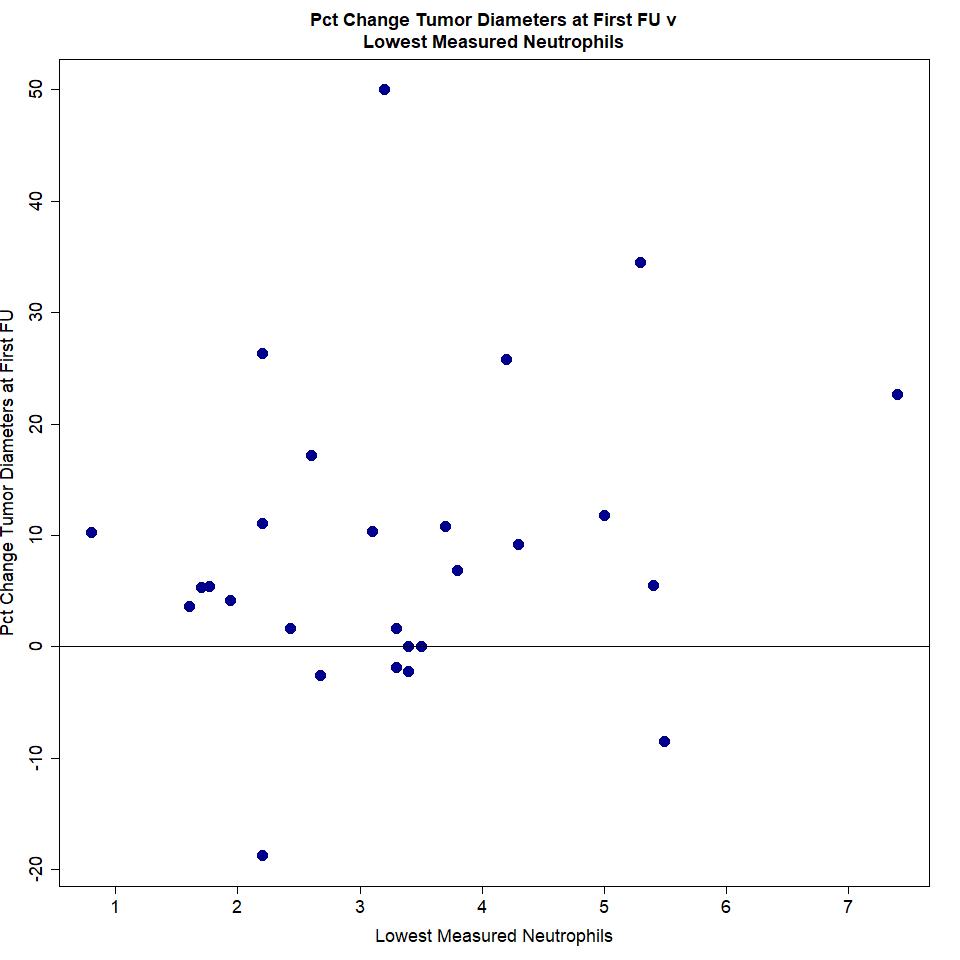 Pct Change Tumor Diameters at First FU v
Lowest Measured Neutrophils
Pct Change Tumor Diameters at First FU
50
40
30
20
10
0
-10
-20
1 2 3 4 5 6 7
Lowest Measured Neutrophils